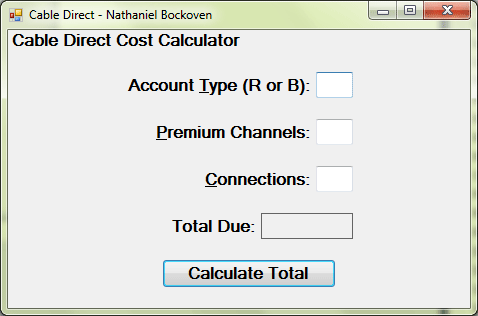 Cable Direct - Nathaniel Bockoven
Cable Direct Cost Calculator
Account Type (R or B):
Premium Channels:
Connections:
Total Due:
Calculate Total